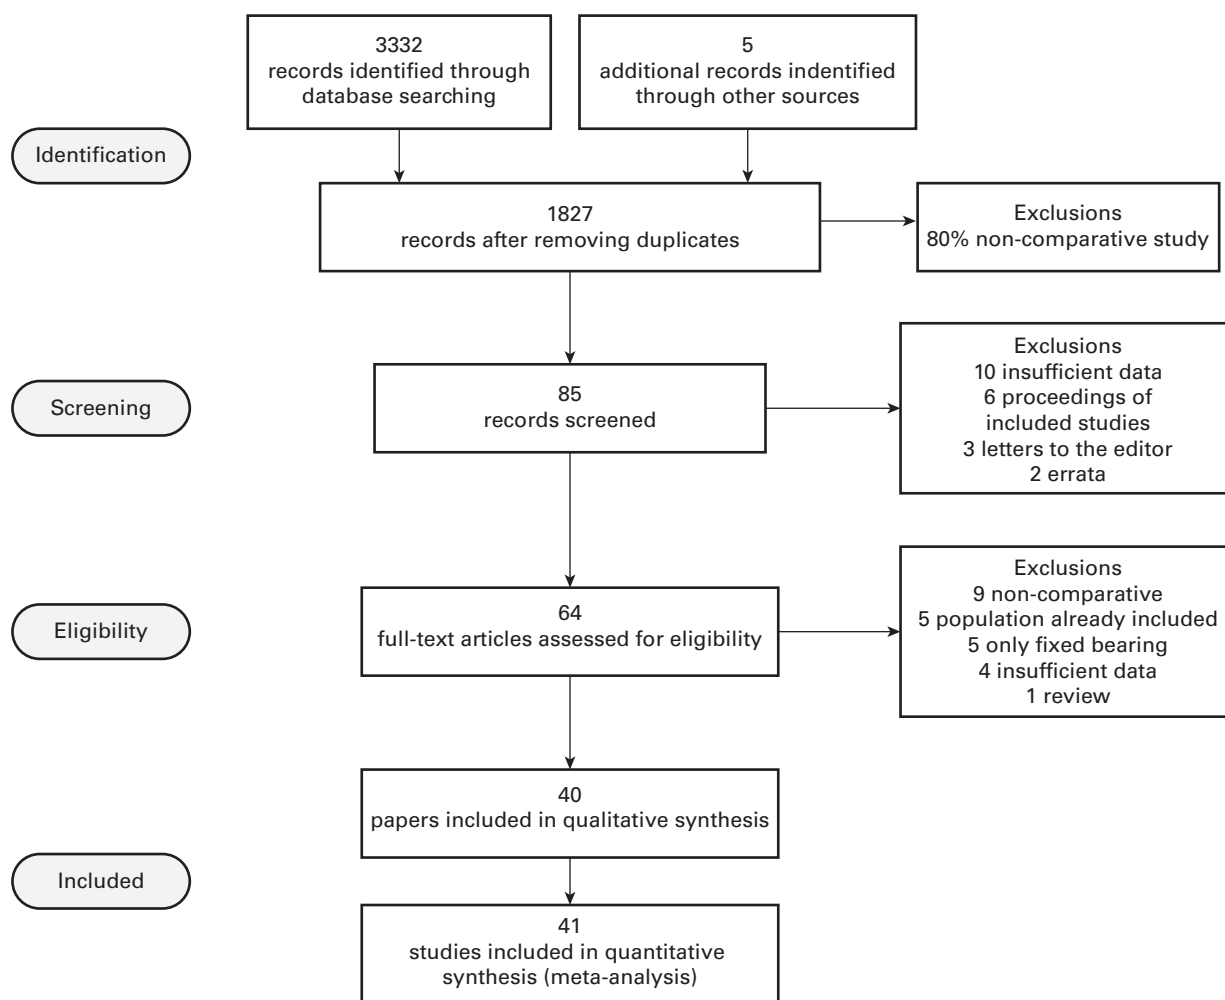 3332
records identified through
database searching
5
additional records indentified
through other sources
Identification
1827
records after removing duplicates
Exclusions
80% non-comparative study
Screening
85
records screened
Exclusions
10 insufficient data
6 proceedings of
included studies
3 letters to the editor
2 errata
Eligibility
64
full-text articles assessed for eligibility
Exclusions
9 non-comparative
5 population already included
5 only fixed bearing
4 insufficient data
1 review
40
papers included in qualitative synthesis
Included
41
studies included in quantitative
synthesis (meta-analysis)